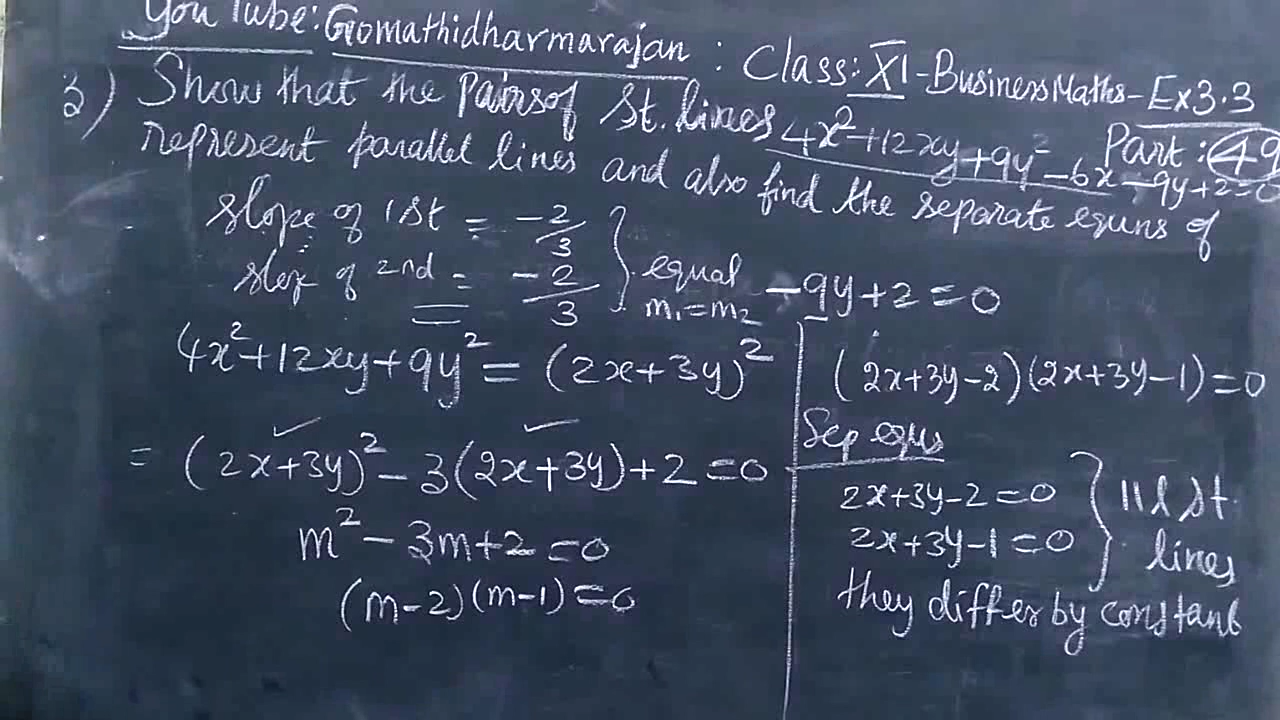 YouTube: Gomathidharmarajan : Class: XI - Business Maths - Ex 3.3
Part: 49
3) Show that the pairs of St. lines 4x²+12xy+9y²-6x-9y+2=0
represent parallel lines and also find the separate equns of
slope of 1st = -2/3
slop of 2nd = -2/3
} equal
m₁=m₂
-9y+2=0
4x²+12xy+9y² = (2x+3y)²
= (2x+3y)² - 3(2x+3y)+2=0
m² - 3m+2=0
(m-2)(m-1)=0
(2x+3y-2)(2x+3y-1)=0
Sep equs
2x+3y-2=0
2x+3y-1=0
} ||l st.
lines
they differ by constant